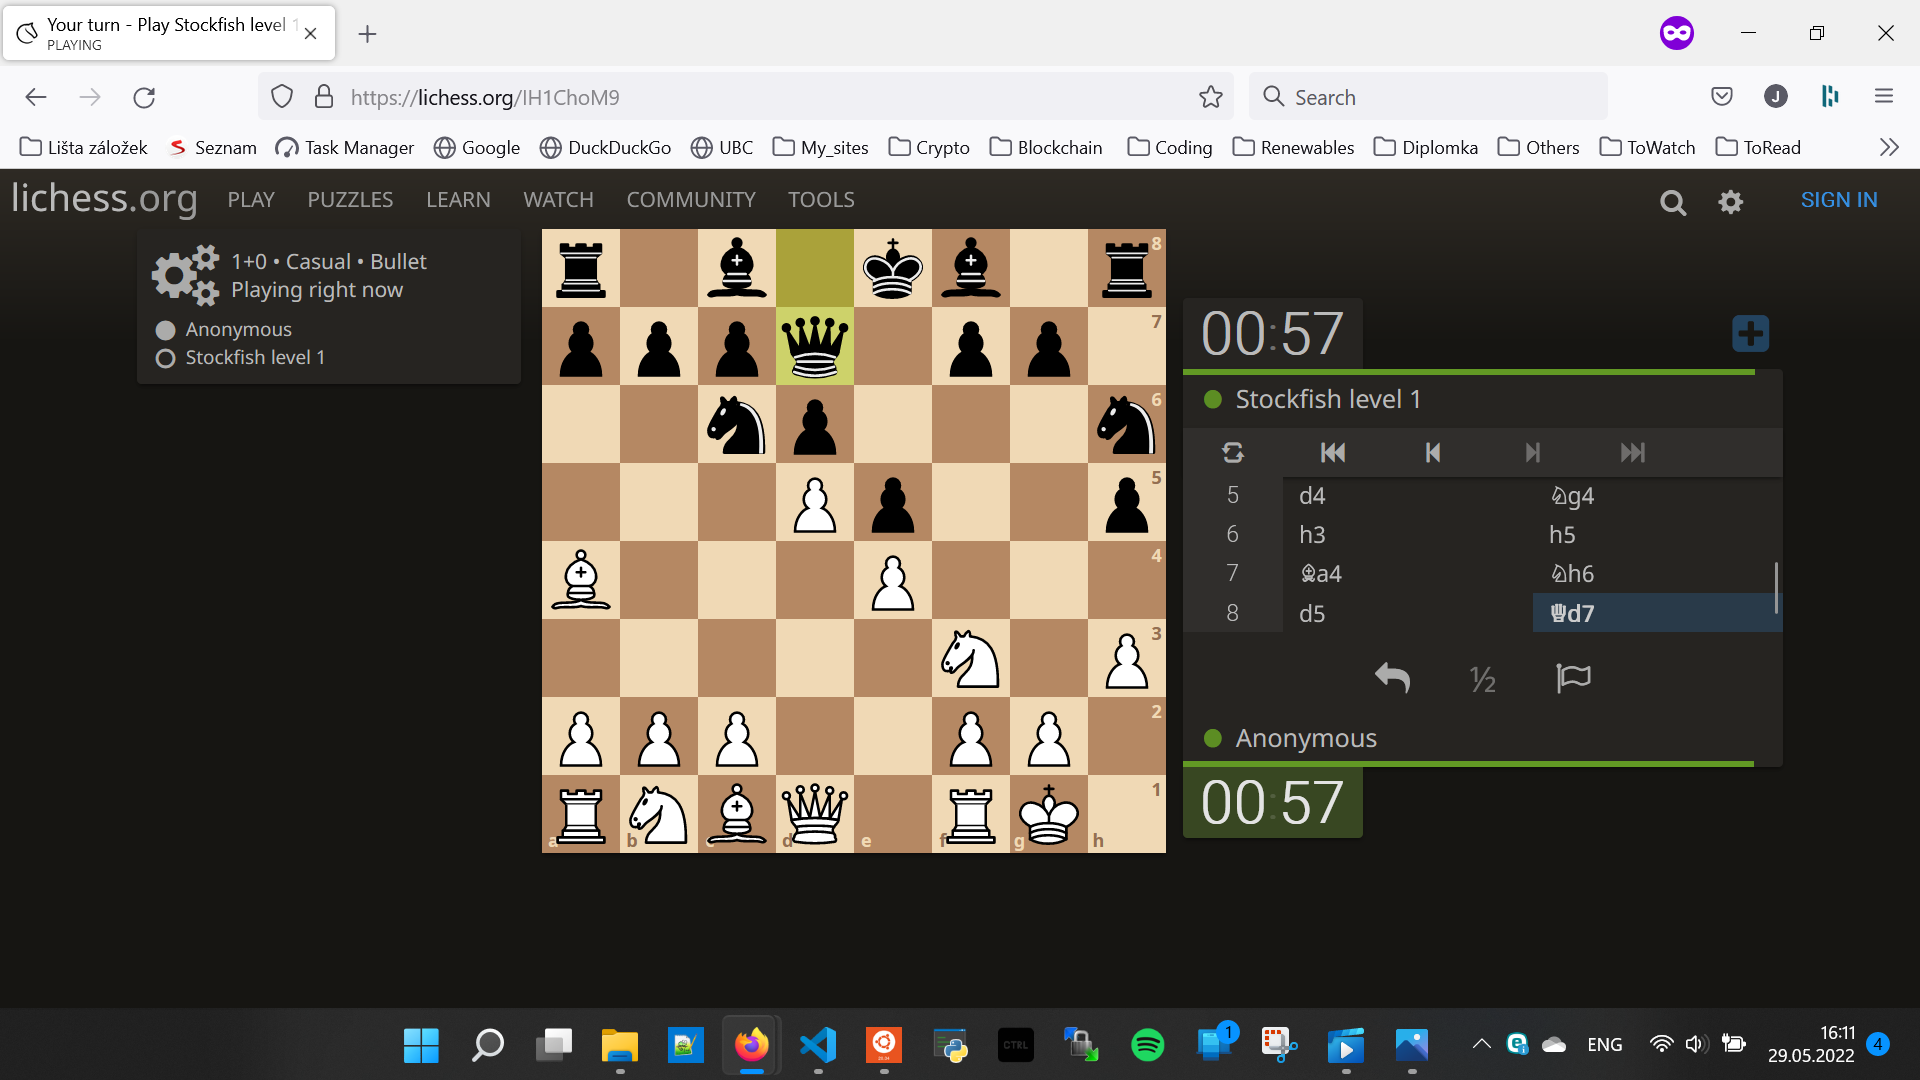 Your turn - Play Stockfish level 1
PLAYING
https://lichess.org/IH1ChoM9
Search
J
Lišta záložek
Seznam
Task Manager
Google
DuckDuckGo
UBC
My_sites
Crypto
Blockchain
Coding
Renewables
Diplomka
Others
ToWatch
ToRead
lichess.org
PLAY
PUZZLES
LEARN
WATCH
COMMUNITY
TOOLS
SIGN IN
1+0 • Casual • Bullet
Playing right now
Anonymous
Stockfish level 1
8
7
6
5
4
3
2
1
a
b
c
d
e
f
g
h
00:57
Stockfish level 1
5 d4 ♘g4
6 h3 h5
7 ♗a4 ♘h6
8 d5 ♕d7
½
Anonymous
00:57
CTRL
1
ENG
16:11
29.05.2022
4